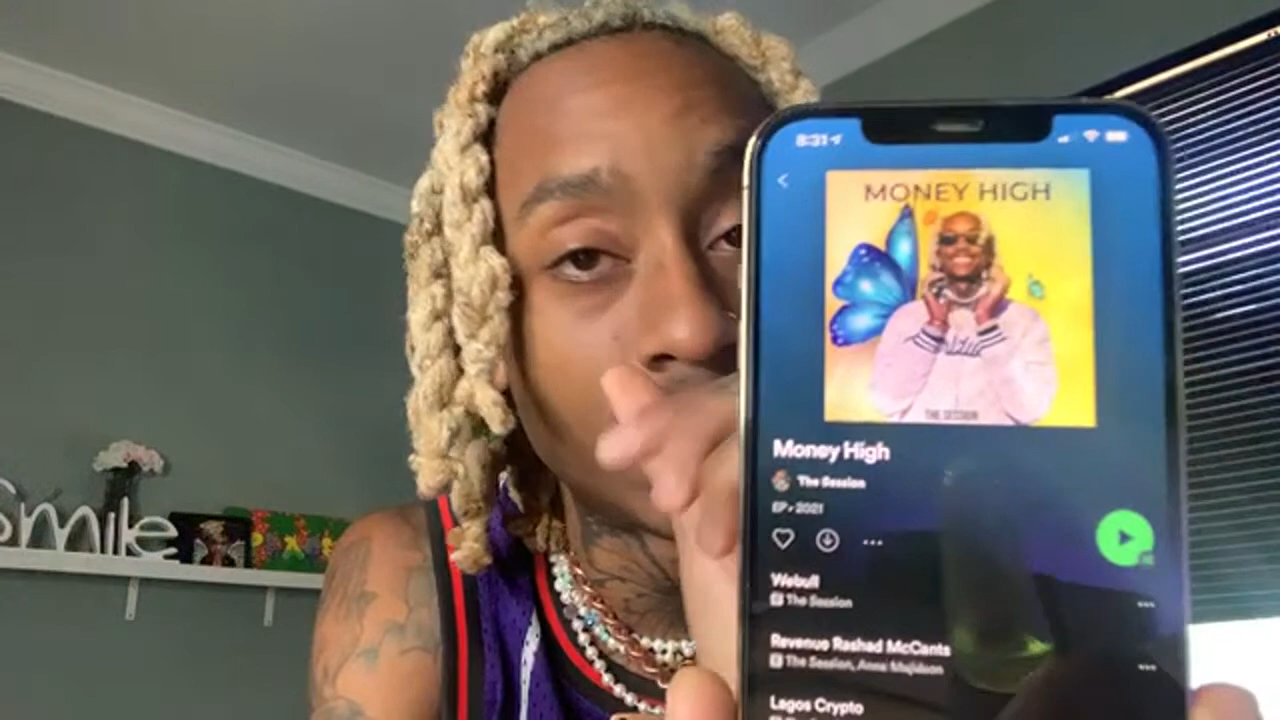 Smile
8:31
MONEY HIGH
THE SESSION
Money High
The Session
EP • 2021
Webull
E The Session
Revenue Rashad McCants
E The Session, Anna Majidson
Lagos Crypto